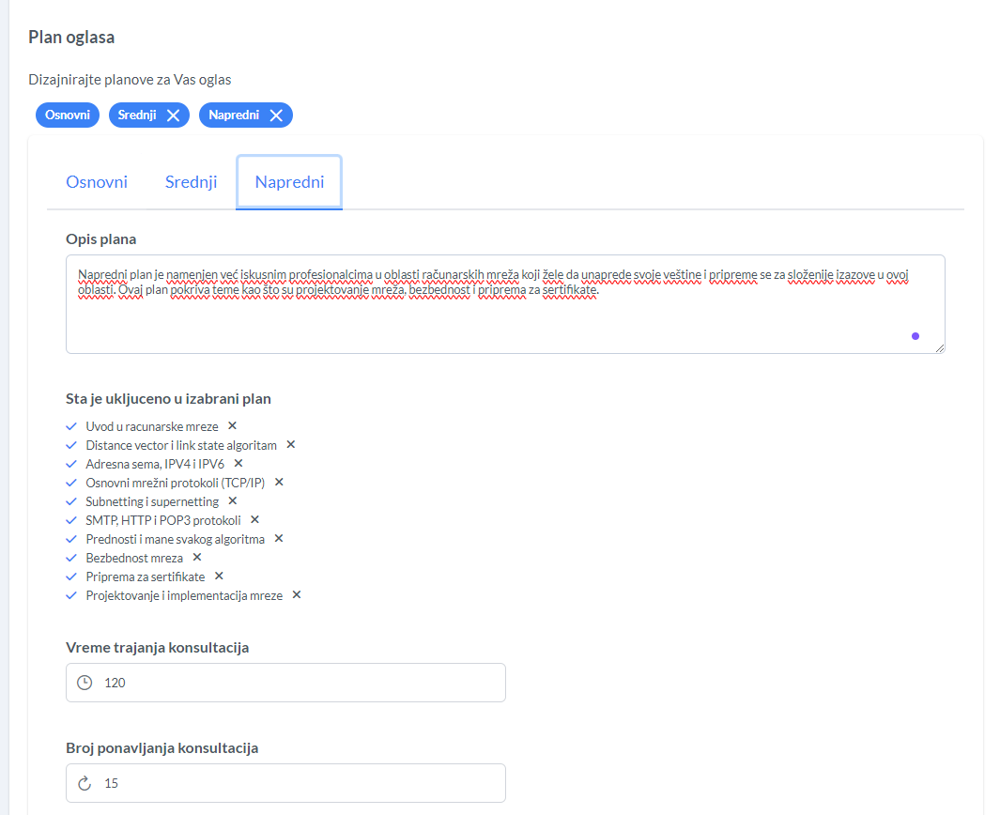 Plan oglasa
Dizajnirajte planove za Vas oglas
Osnovni Srednji Napredni
Osnovni Srednji Napredni
Opis plana
Napredni plan je namenjen već iskusnim profesionalcima u oblasti računarskih mreža koji žele da unaprede svoje veštine i pripreme se za složenije izazove u ovoj
oblasti. Ovaj plan pokriva teme kao što su projektovanje mreža, bezbednost i priprema za sertifikate.
Sta je ukljuceno u izabrani plan
Uvod u racunarske mreze
Distance vector i link state algoritam
Adresna sema, IPV4 i IPV6
Osnovni mrežni protokoli (TCP/IP)
Subnetting i supernetting
SMTP, HTTP i POP3 protokoli
Prednosti i mane svakog algoritma
Bezbednost mreza
Priprema za sertifikate
Projektovanje i implementacija mreze
Vreme trajanja konsultacija
120
Broj ponavljanja konsultacija
15